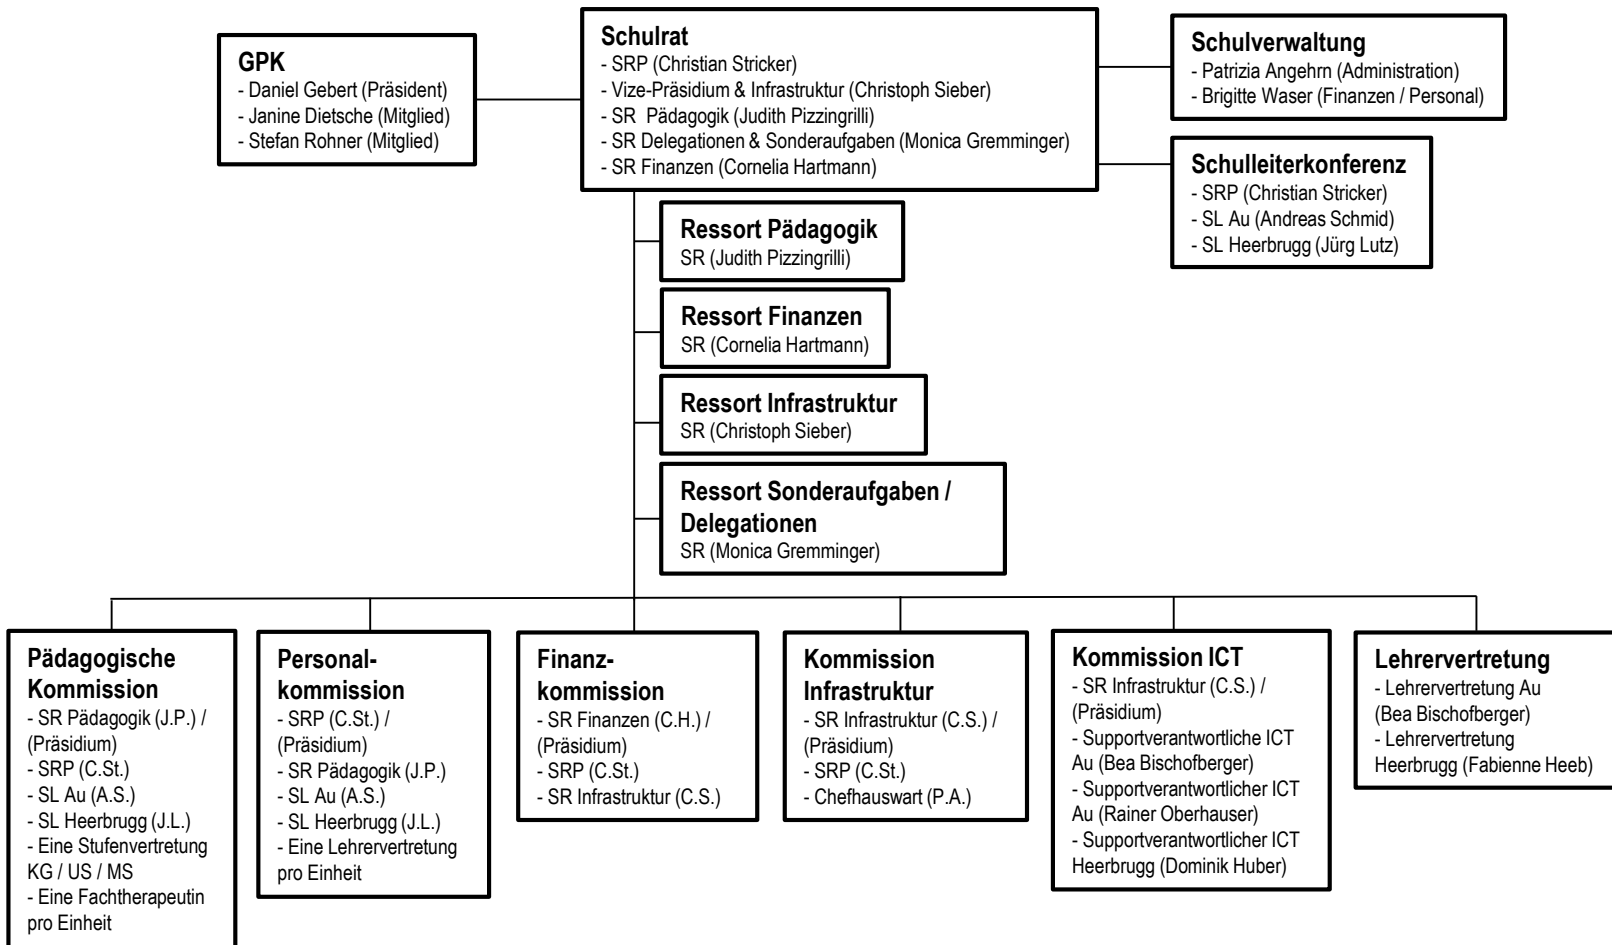 GPK
- Daniel Gebert (Präsident)
- Janine Dietsche (Mitglied)
- Stefan Rohner (Mitglied)
Schulrat
- SRP (Christian Stricker)
- Vize-Präsidium & Infrastruktur (Christoph Sieber)
- SR  Pädagogik (Judith Pizzingrilli)
- SR Delegationen & Sonderaufgaben (Monica Gremminger)
- SR Finanzen (Cornelia Hartmann)
Schulverwaltung
- Patrizia Angehrn (Administration)
- Brigitte Waser (Finanzen / Personal)
Schulleiterkonferenz
- SRP (Christian Stricker)
- SL Au (Andreas Schmid)
- SL Heerbrugg (Jürg Lutz)
Ressort Pädagogik
SR (Judith Pizzingrilli)
Ressort Finanzen
SR (Cornelia Hartmann)
Ressort Infrastruktur
SR (Christoph Sieber)
Ressort Sonderaufgaben /
Delegationen
SR (Monica Gremminger)
Pädagogische
Kommission
- SR Pädagogik (J.P.) /
(Präsidium)
- SRP (C.St.)
- SL Au (A.S.)
- SL Heerbrugg (J.L.)
- Eine Stufenvertretung
KG / US / MS
- Eine Fachtherapeutin
pro Einheit
Personal-
kommission
- SRP (C.St.) /
(Präsidium)
- SR Pädagogik (J.P.)
- SL Au (A.S.)
- SL Heerbrugg (J.L.)
- Eine Lehrervertretung
pro Einheit
Finanz-
kommission
- SR Finanzen (C.H.) /
(Präsidium)
- SRP (C.St.)
- SR Infrastruktur (C.S.)
Kommission
Infrastruktur
- SR Infrastruktur (C.S.) /
(Präsidium)
- SRP (C.St.)
- Chefhauswart (P.A.)
Kommission ICT
- SR Infrastruktur (C.S.) /
(Präsidium)
- Supportverantwortliche ICT
Au (Bea Bischofberger)
- Supportverantwortlicher ICT
Au (Rainer Oberhauser)
- Supportverantwortlicher ICT
Heerbrugg (Dominik Huber)
Lehrervertretung
- Lehrervertretung Au
(Bea Bischofberger)
- Lehrervertretung
Heerbrugg (Fabienne Heeb)